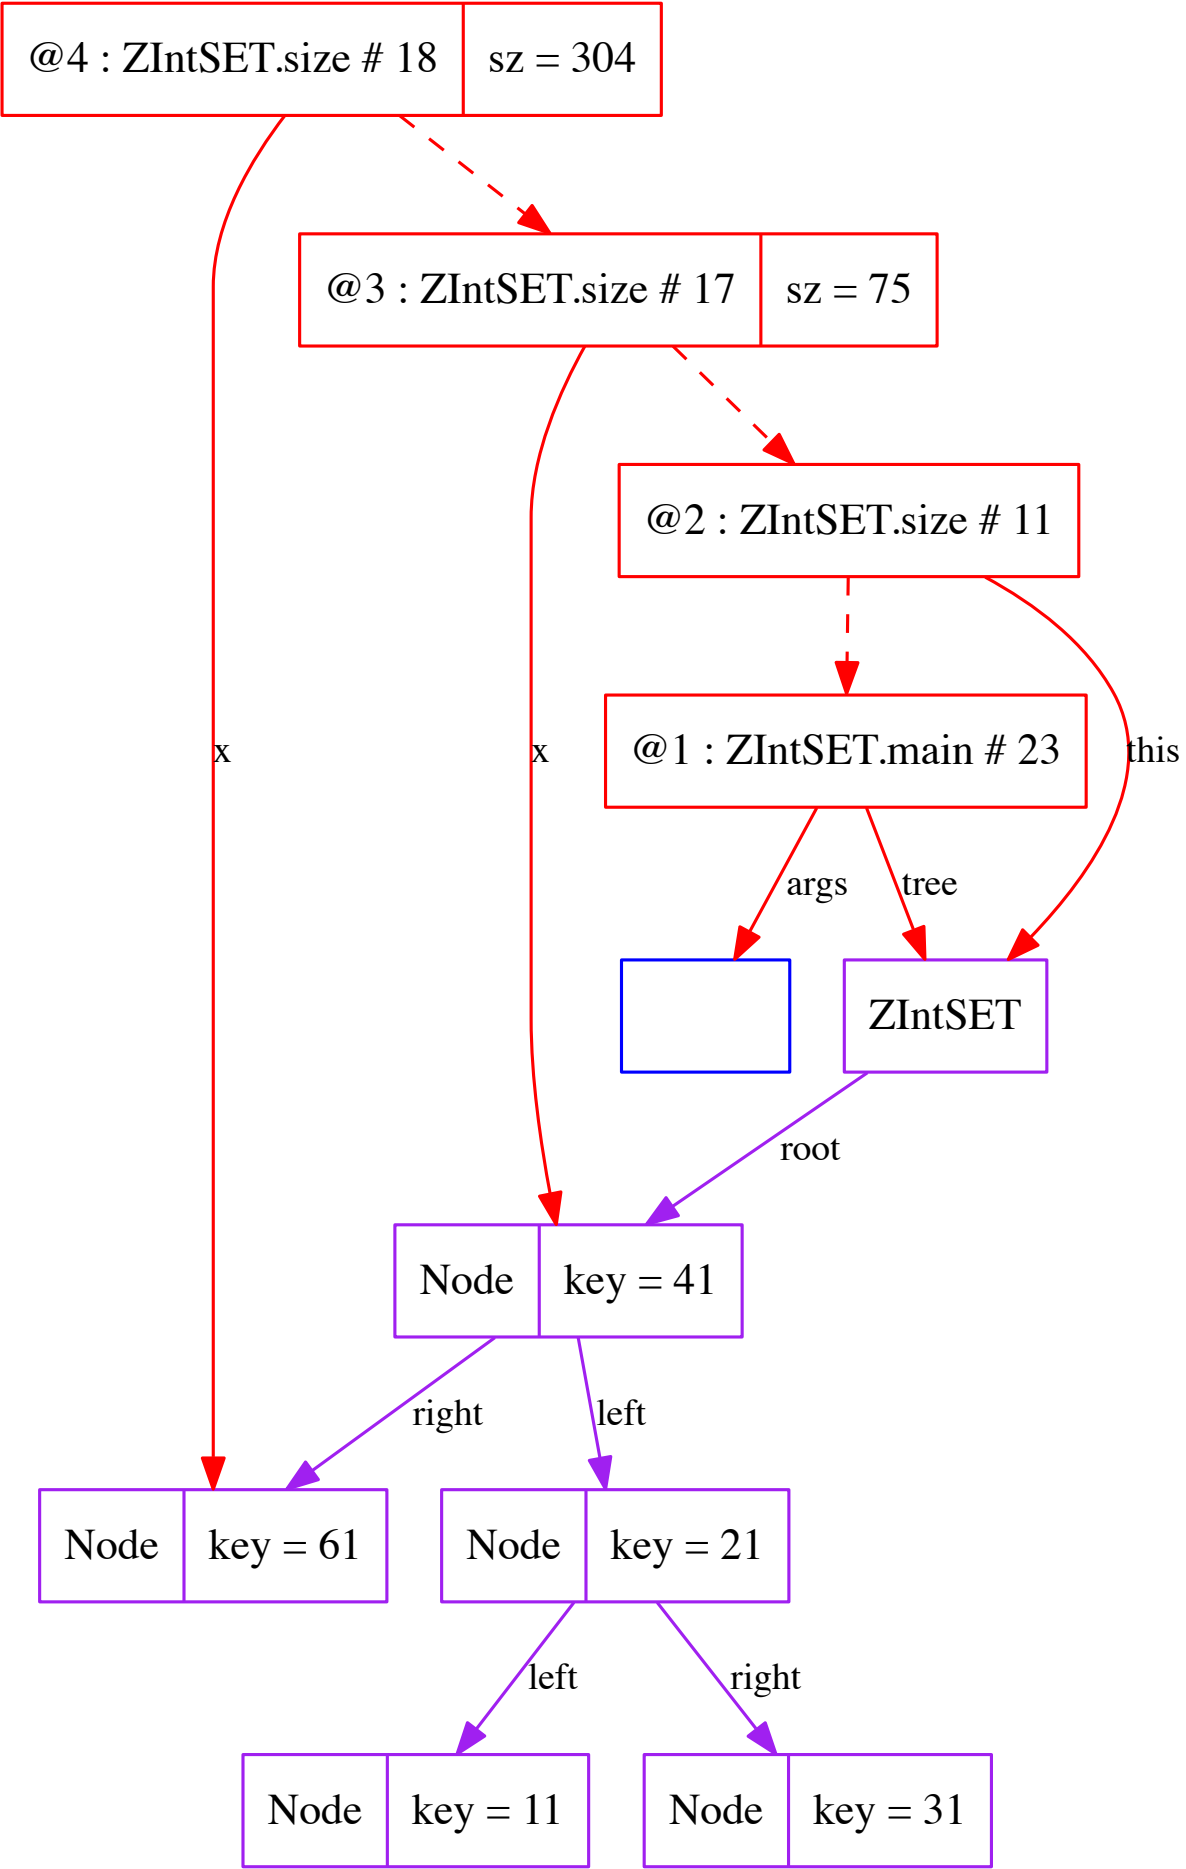 @4 : ZIntSET.size # 18 sz = 304
@3 : ZIntSET.size # 17 sz = 75
@2 : ZIntSET.size # 11
x
x
@1 : ZIntSET.main # 23
this
args
tree
ZIntSET
root
Node key = 41
right
left
Node key = 61
Node key = 21
left
right
Node key = 11
Node key = 31